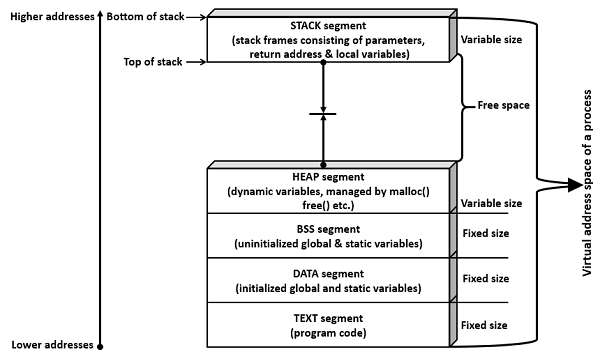 Higher addresses
Bottom of stack
STACK segment
(stack frames consisting of parameters,
return address & local variables)
Variable size
Top of stack
Free space
HEAP segment
(dynamic variables, managed by malloc()
free() etc.)
Variable size
BSS segment
(uninitialized global & static variables)
Fixed size
DATA segment
(initialized global and static variables)
Fixed size
TEXT segment
(program code)
Fixed size
Lower addresses
Virtual address space of a process